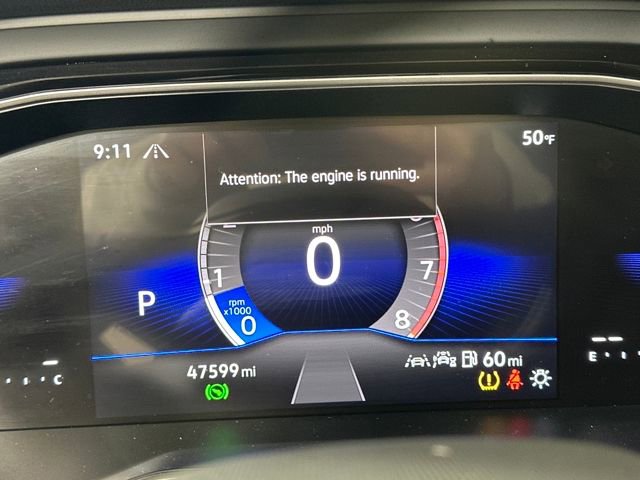 9:11
50°F
Attention: The engine is running.
mph
0
1
7
rpm
x1000
0
8
P
47599 mi
60 mi
C
E